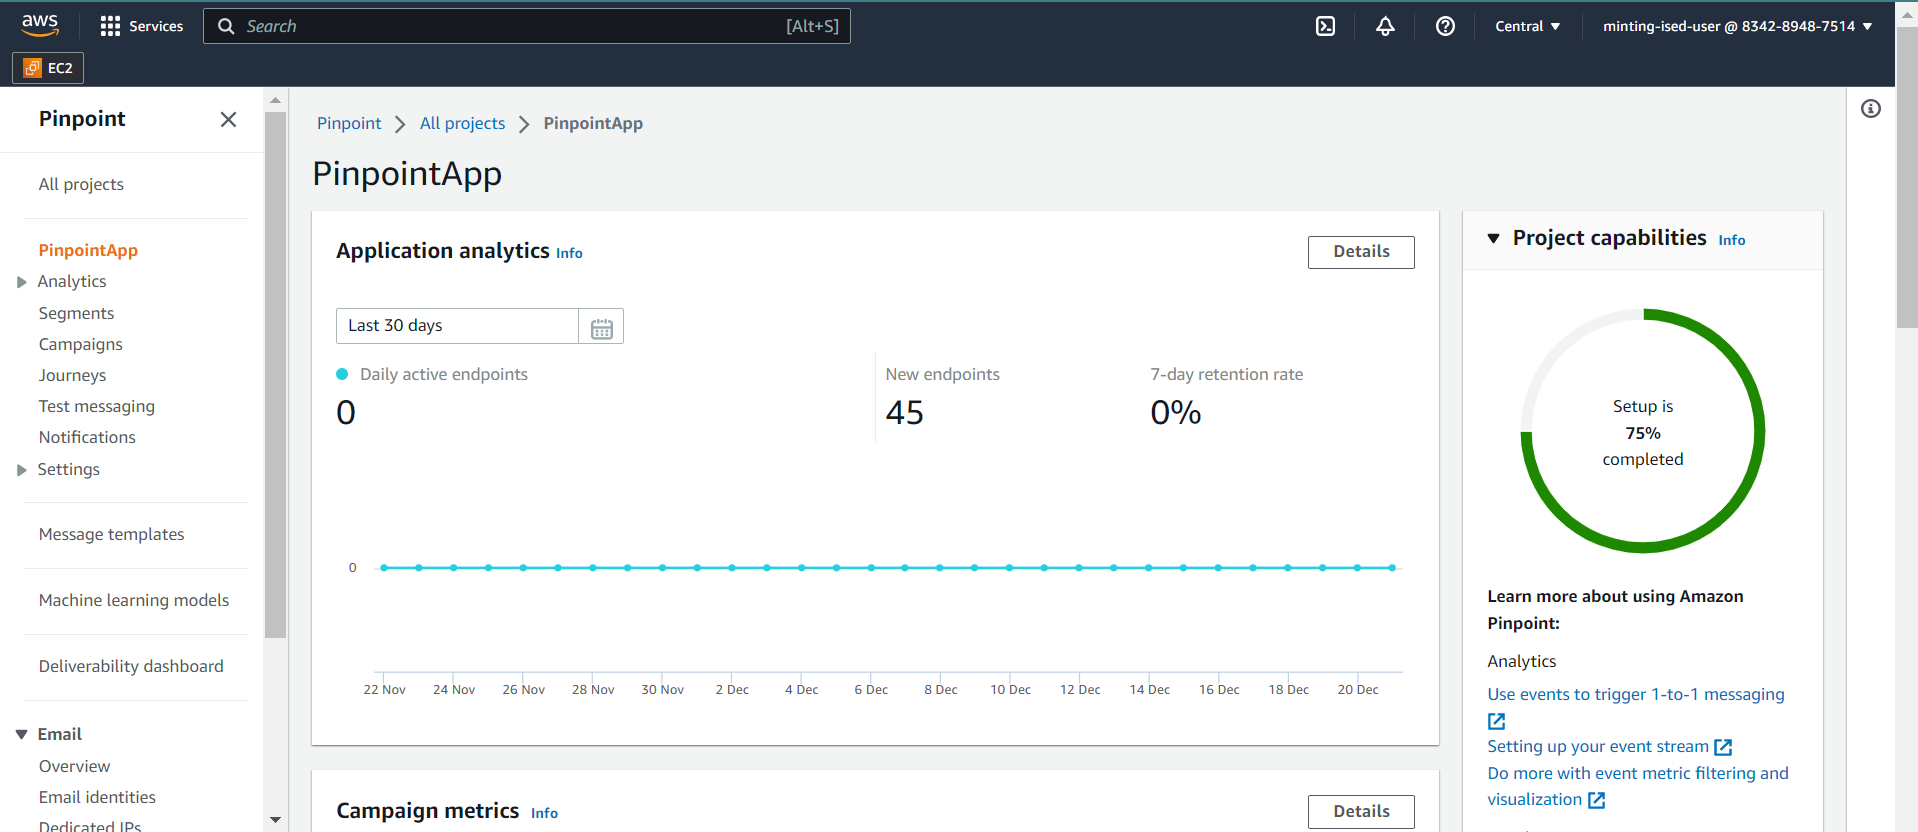 aws
Services
Search
[Alt+S]
Central
minting-ised-user @ 8342-8948-7514
EC2
Pinpoint
All projects
PinpointApp
Analytics
Segments
Campaigns
Journeys
Test messaging
Notifications
Settings
Message templates
Machine learning models
Deliverability dashboard
Email
Overview
Email identities
Dedicated IPs
Pinpoint
All projects
PinpointApp
PinpointApp
Application analytics Info
Details
Last 30 days
Daily active endpoints
0
New endpoints
45
7-day retention rate
0%
0
22 Nov 24 Nov 26 Nov 28 Nov 30 Nov 2 Dec 4 Dec 6 Dec 8 Dec 10 Dec 12 Dec 14 Dec 16 Dec 18 Dec 20 Dec
Campaign metrics Info
Details
Project capabilities Info
Setup is
75%
completed
Learn more about using Amazon
Pinpoint:
Analytics
Use events to trigger 1-to-1 messaging
Setting up your event stream
Do more with event metric filtering and
visualization